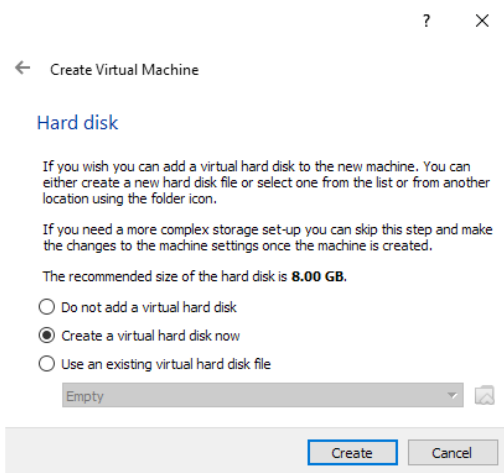 ?
Create Virtual Machine
Hard disk
If you wish you can add a virtual hard disk to the new machine. You can
either create a new hard disk file or select one from the list or from another
location using the folder icon.
If you need a more complex storage set-up you can skip this step and make
the changes to the machine settings once the machine is created.
The recommended size of the hard disk is 8.00 GB.
Do not add a virtual hard disk
Create a virtual hard disk now
Use an existing virtual hard disk file
Empty
Create Cancel